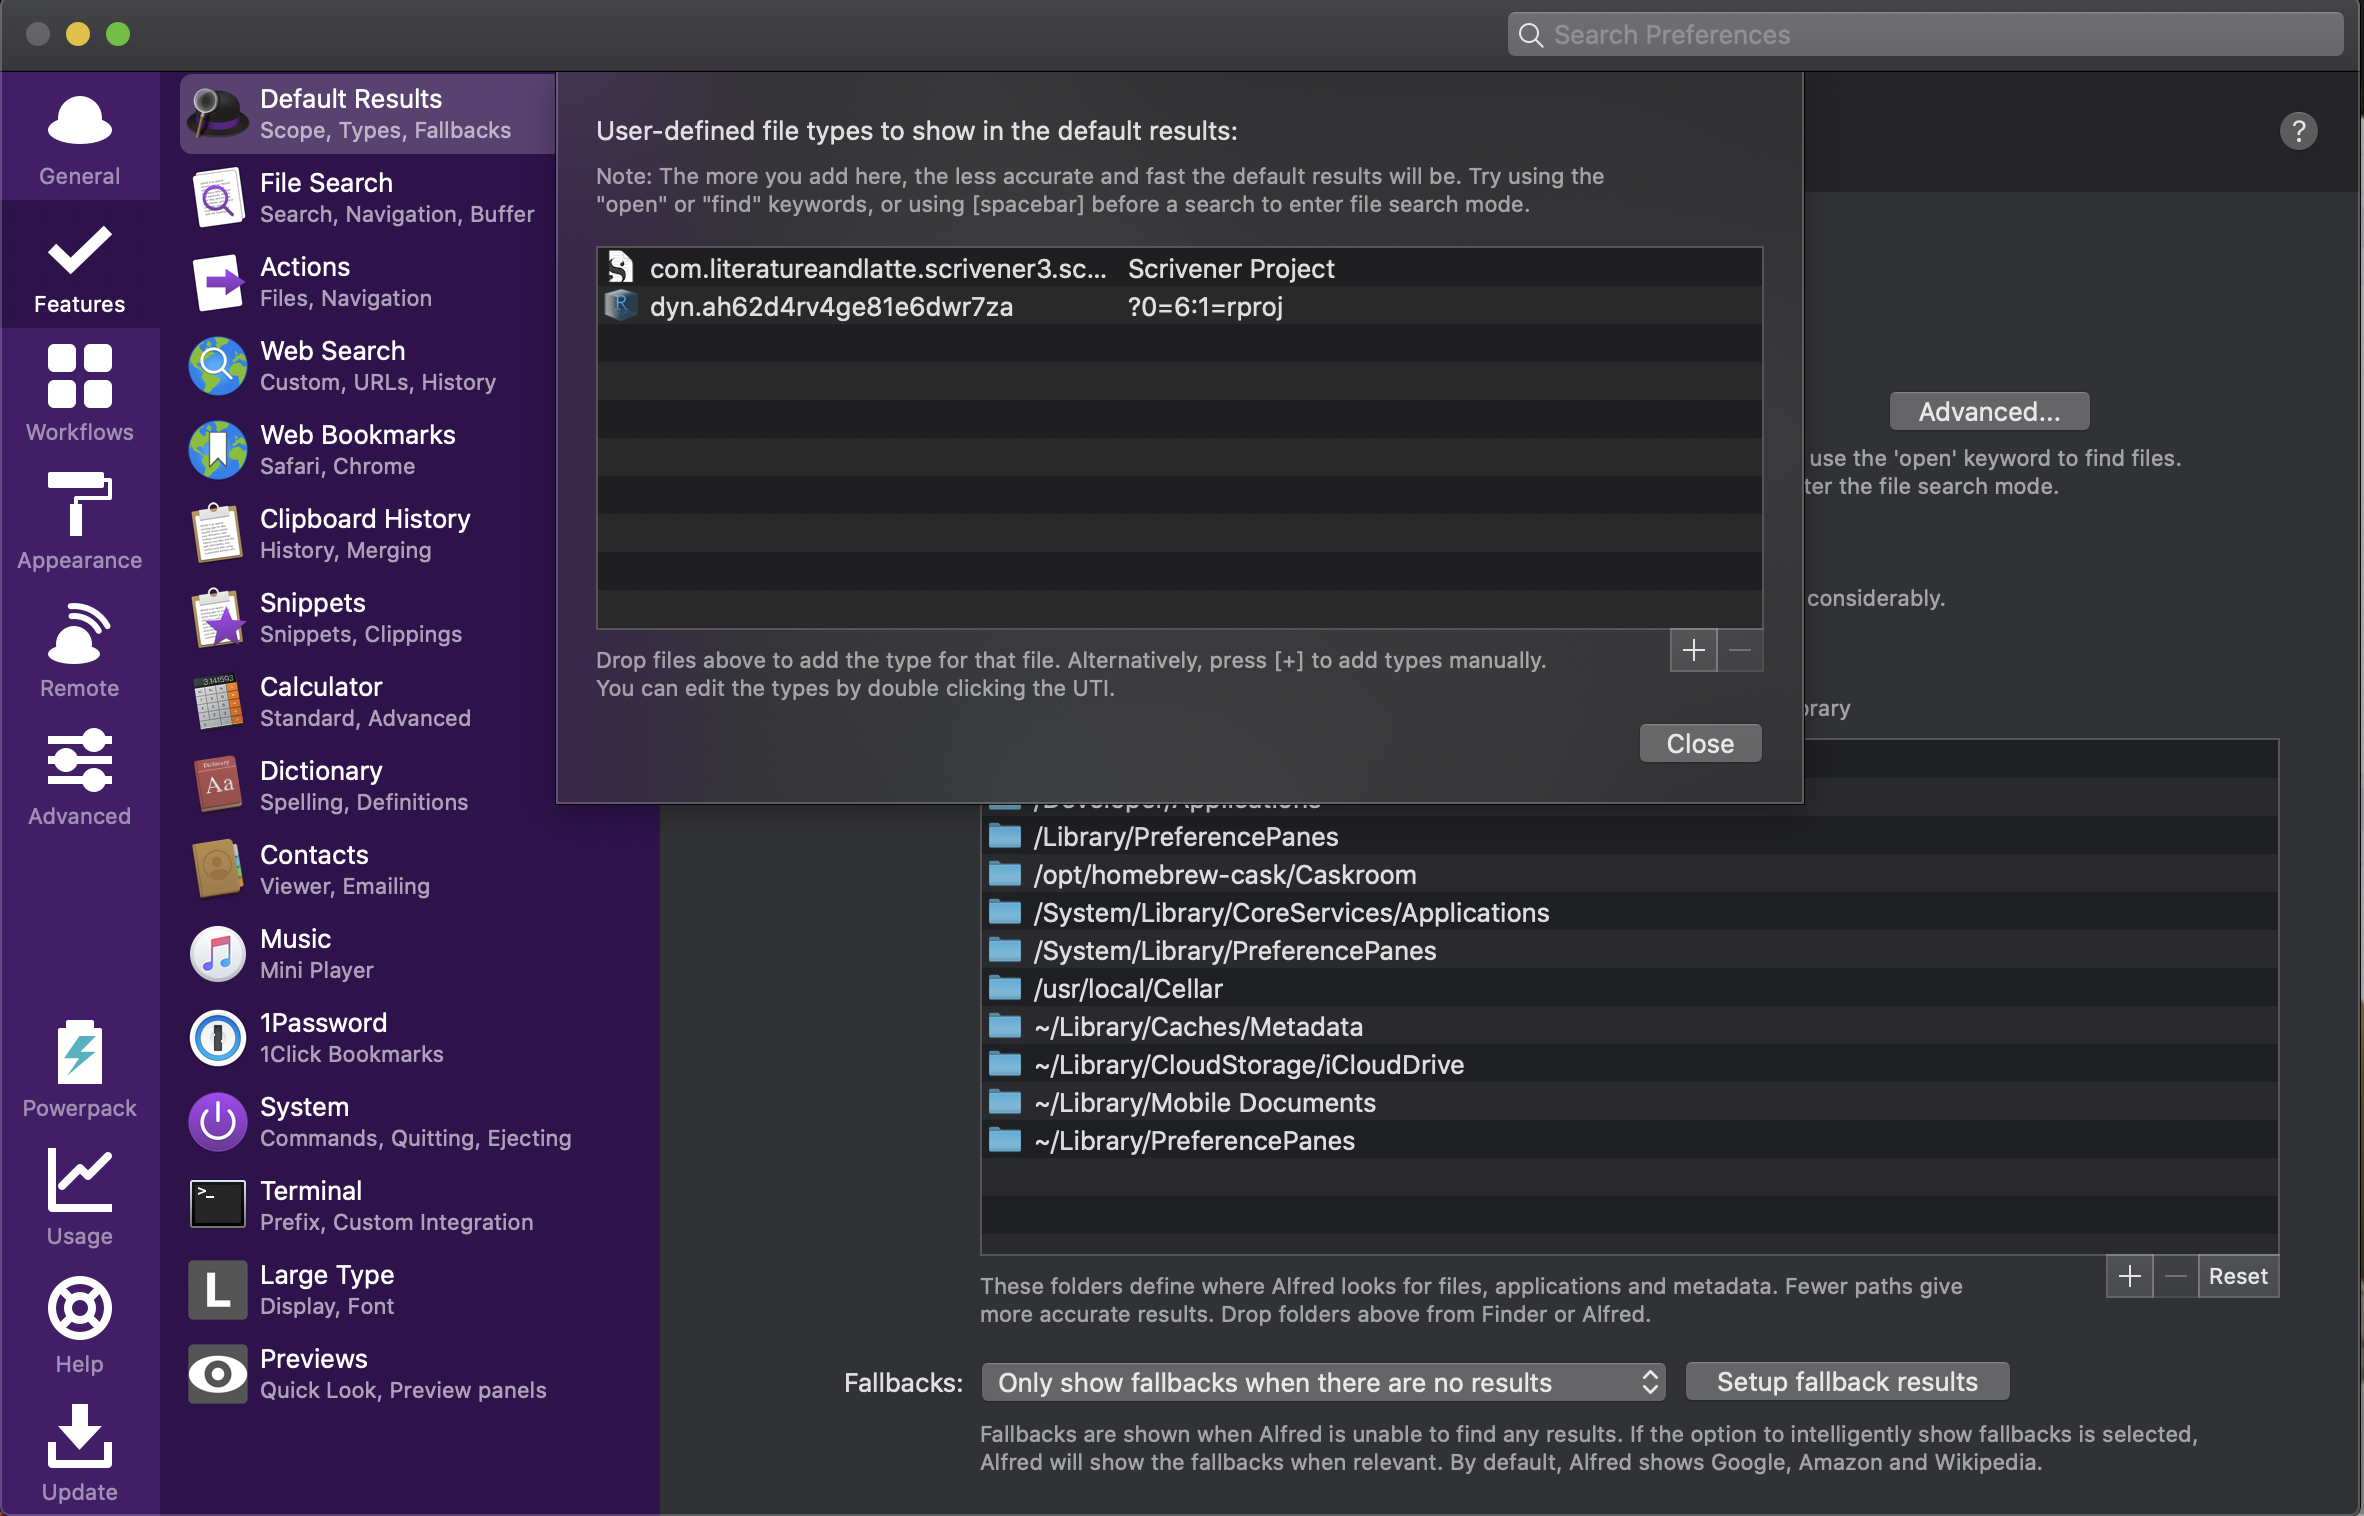 Search Preferences
General
Features
Workflows
Appearance
Remote
Advanced
Powerpack
Usage
Help
Update
Default Results
Scope, Types, Fallbacks
File Search
Search, Navigation, Buffer
Actions
Files, Navigation
Web Search
Custom, URLs, History
Web Bookmarks
Safari, Chrome
Clipboard History
History, Merging
Snippets
Snippets, Clippings
Calculator
Standard, Advanced
Dictionary
Spelling, Definitions
Contacts
Viewer, Emailing
Music
Mini Player
1Password
1Click Bookmarks
System
Commands, Quitting, Ejecting
Terminal
Prefix, Custom Integration
Large Type
Display, Font
Previews
Quick Look, Preview panels
User-defined file types to show in the default results:
Note: The more you add here, the less accurate and fast the default results will be. Try using the
"open" or "find" keywords, or using [spacebar] before a search to enter file search mode.
com.literatureandlatte.scrivener3.sc... Scrivener Project
dyn.ah62d4rv4ge81e6dwr7za ?0=6:1=rproj
Drop files above to add the type for that file. Alternatively, press [+] to add types manually.
You can edit the types by double clicking the UTI.
Close
?
Advanced...
use the 'open' keyword to find files.
ter the file search mode.
considerably.
brary
/Developer/Applications
/Library/PreferencePanes
/opt/homebrew-cask/Caskroom
/System/Library/CoreServices/Applications
/System/Library/PreferencePanes
/usr/local/Cellar
~/Library/Caches/Metadata
~/Library/CloudStorage/iCloudDrive
~/Library/Mobile Documents
~/Library/PreferencePanes
Reset
These folders define where Alfred looks for files, applications and metadata. Fewer paths give
more accurate results. Drop folders above from Finder or Alfred.
Fallbacks: Only show fallbacks when there are no results Setup fallback results
Fallbacks are shown when Alfred is unable to find any results. If the option to intelligently show fallbacks is selected,
Alfred will show the fallbacks when relevant. By default, Alfred shows Google, Amazon and Wikipedia.